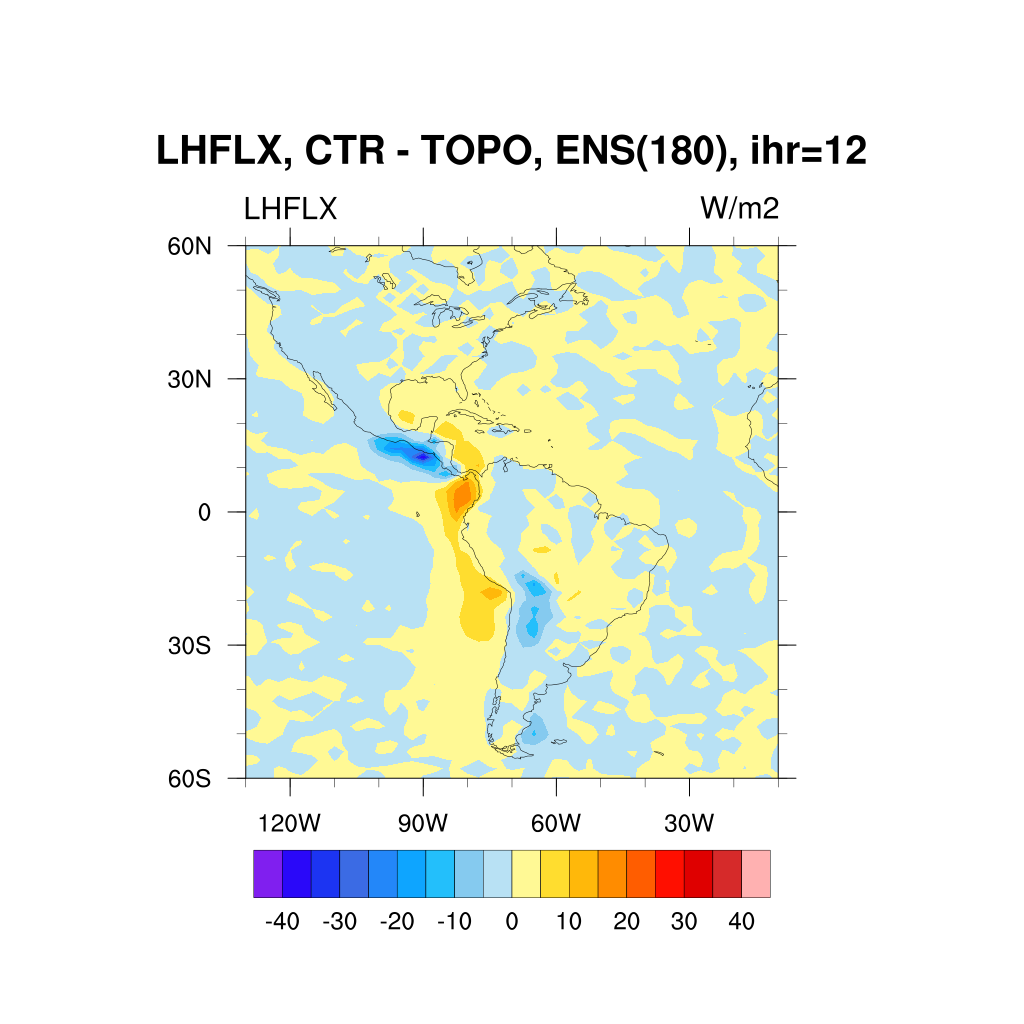 LHFLX, CTR - TOPO, ENS(180), ihr=12
LHFLX W/m2
60N
30N
0
30S
60S
120W 90W 60W 30W
-40 -30 -20 -10 0 10 20 30 40